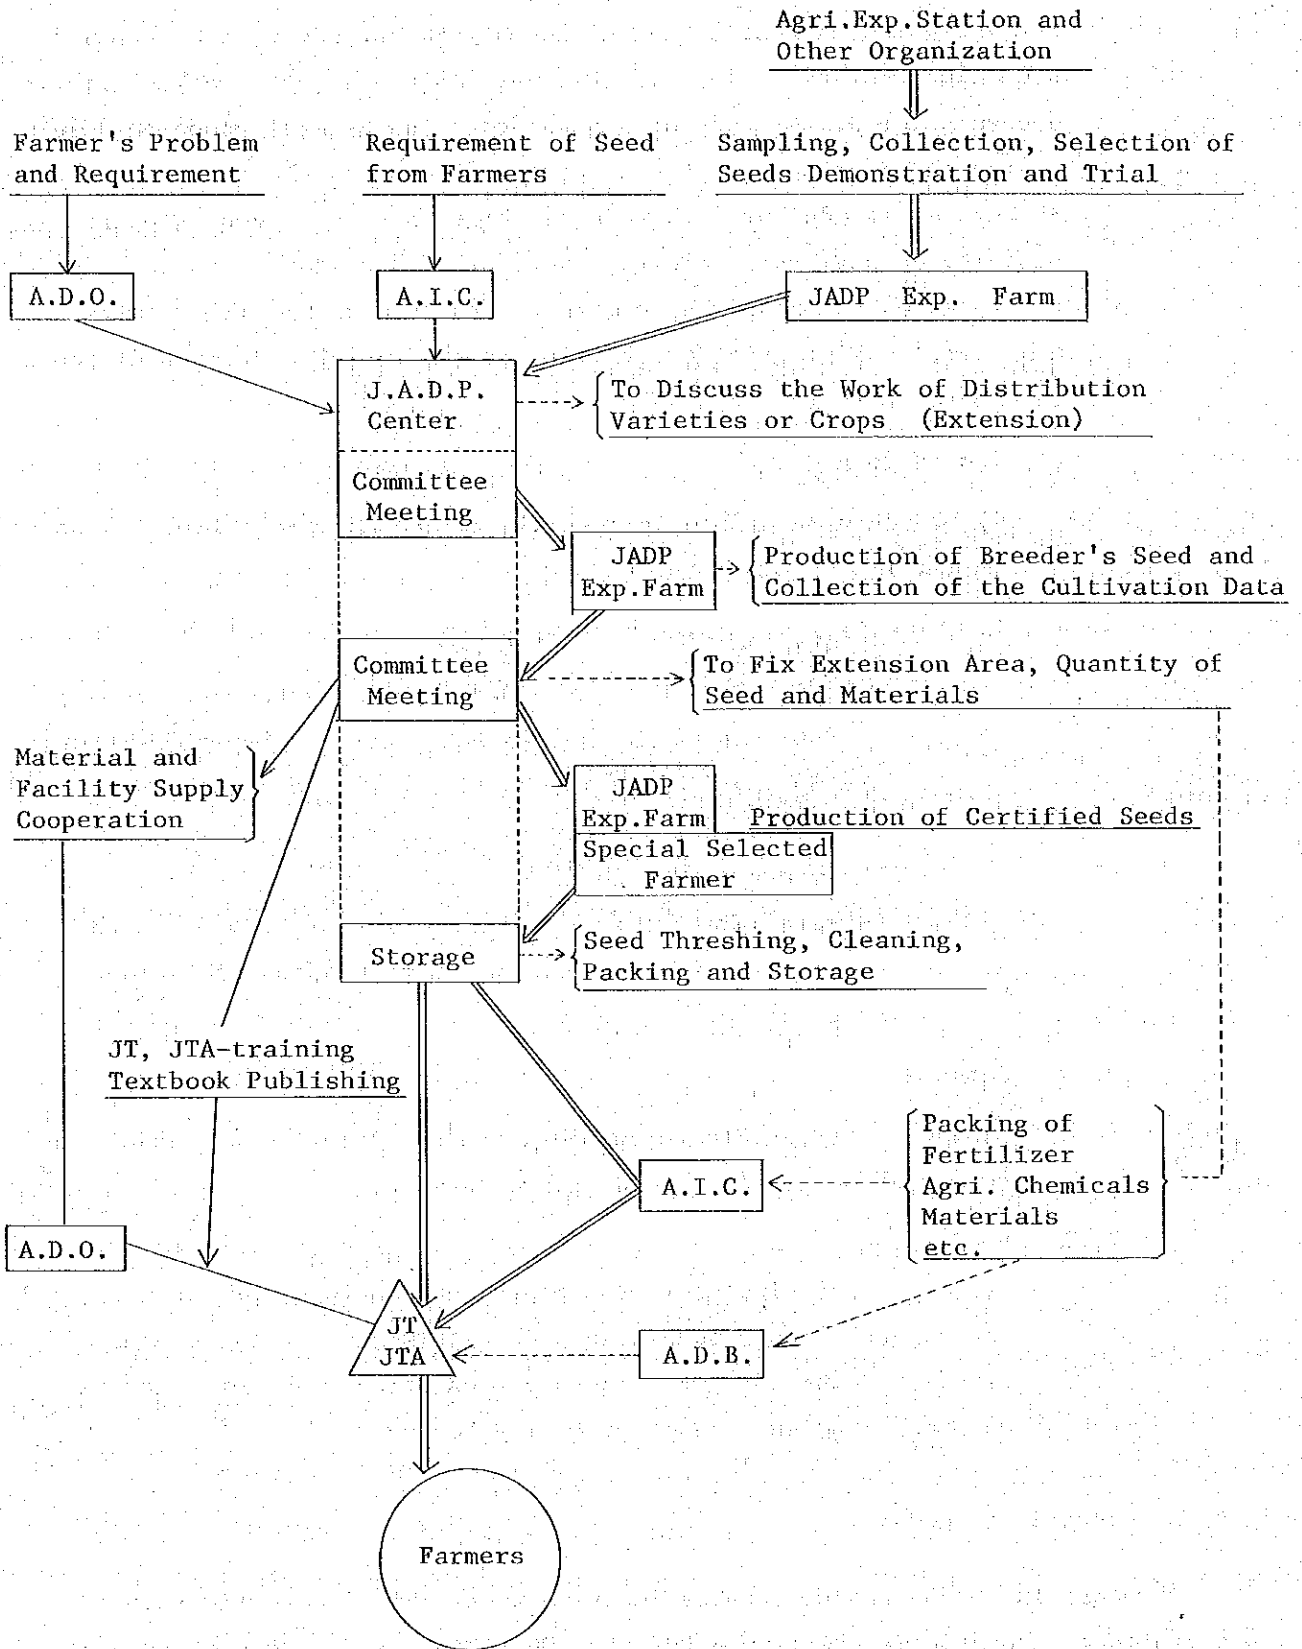 Agri.Exp.Station and
Other Organization
Farmer's Problem
and Requirement
Requirement of Seed
from Farmers
Sampling, Collection, Selection of
Seeds Demonstration and Trial
A.D.O.
A.I.C.
JADP Exp. Farm
J.A.D.P.
Center
To Discuss the Work of Distribution
Varieties or Crops (Extension)
Committee
Meeting
JADP
Exp.Farm
Production of Breeder's Seed and
Collection of the Cultivation Data
Committee
Meeting
To Fix Extension Area, Quantity of
Seed and Materials
Material and
Facility Supply
Cooperation
JADP
Exp.Farm
Production of Certified Seeds
Special Selected
Farmer
Storage
Seed Threshing, Cleaning,
Packing and Storage
JT, JTA-training
Textbook Publishing
Packing of
Fertilizer
Agri. Chemicals
Materials
etc.
A.I.C.
A.D.O.
JT
JTA
A.D.B.
Farmers